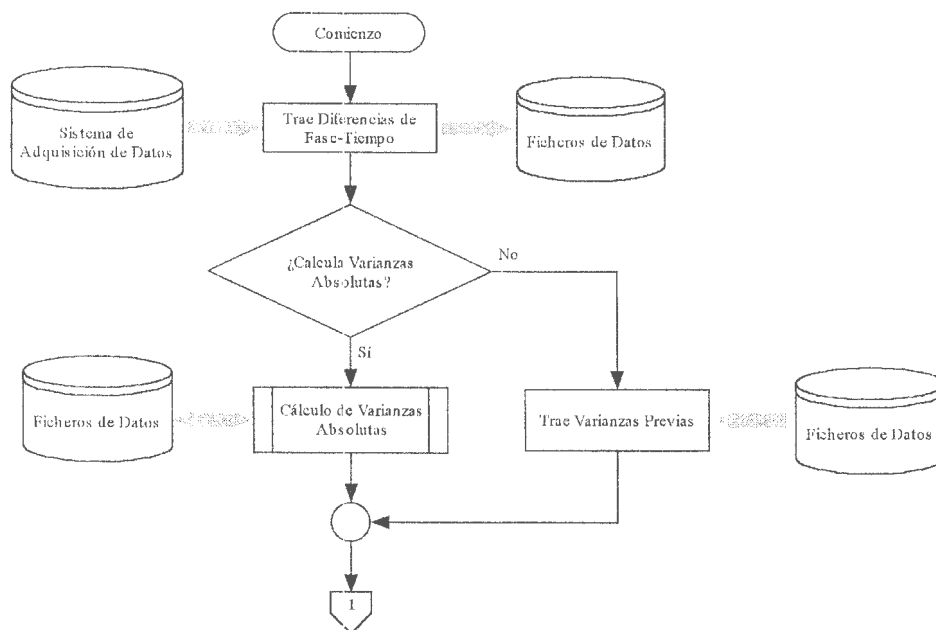 Comienzo
Sistema de
Adquisición de Datos
Trae Diferencias de
Fase-Tiempo
Ficheros de Datos
¿Calcula Varianzas
Absolutas?
No
Sí
Ficheros de Datos
Cálculo de Varianzas
Absolutas
Trae Varianzas Previas
Ficheros de Datos
1